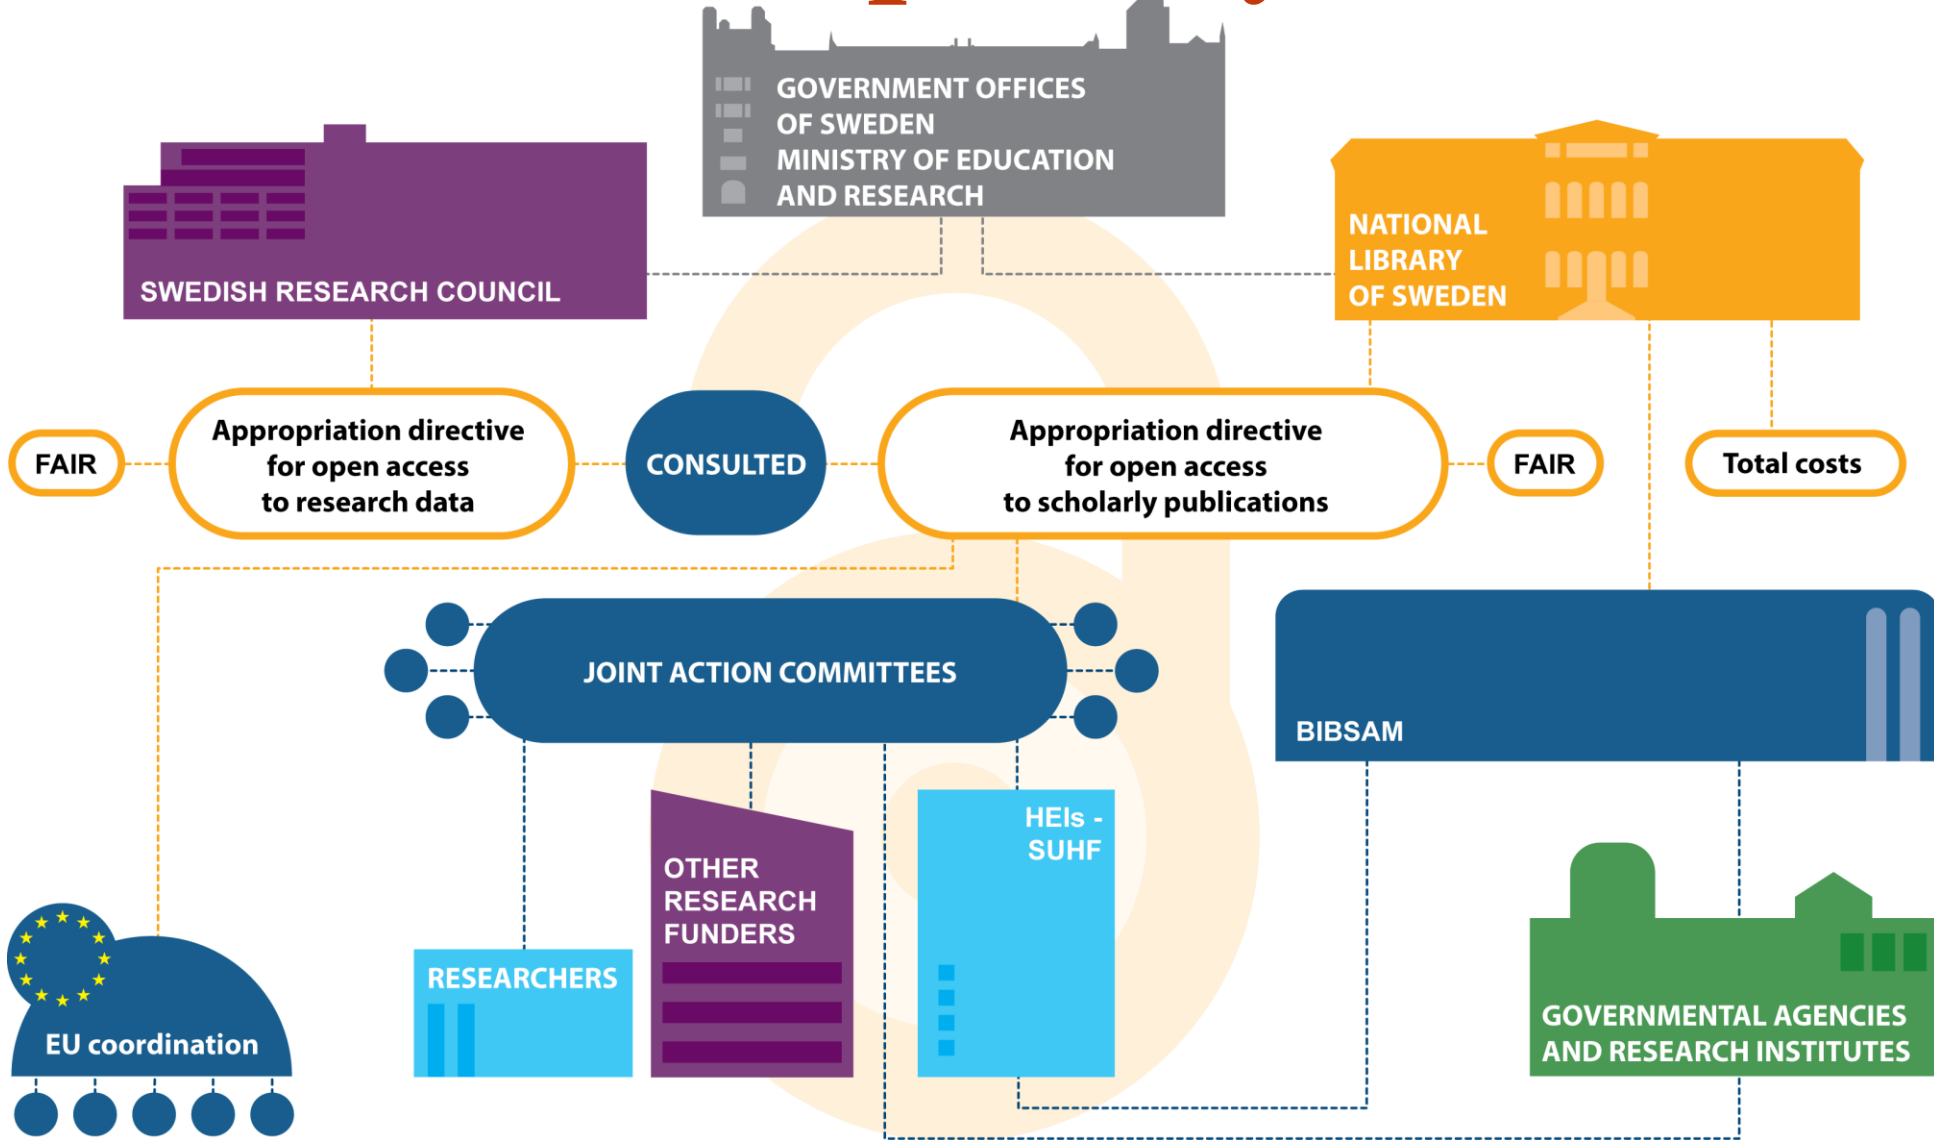 GOVERNMENT OFFICES
OF SWEDEN
MINISTRY OF EDUCATION
AND RESEARCH
SWEDISH RESEARCH COUNCIL
NATIONAL
LIBRARY
OF SWEDEN
FAIR
Appropriation directive
for open access
to research data
CONSULTED
Appropriation directive
for open access
to scholarly publications
FAIR
Total costs
JOINT ACTION COMMITTEES
BIBSAM
HEIs -
SUHF
OTHER
RESEARCH
FUNDERS
RESEARCHERS
EU coordination
GOVERNMENTAL AGENCIES
AND RESEARCH INSTITUTES